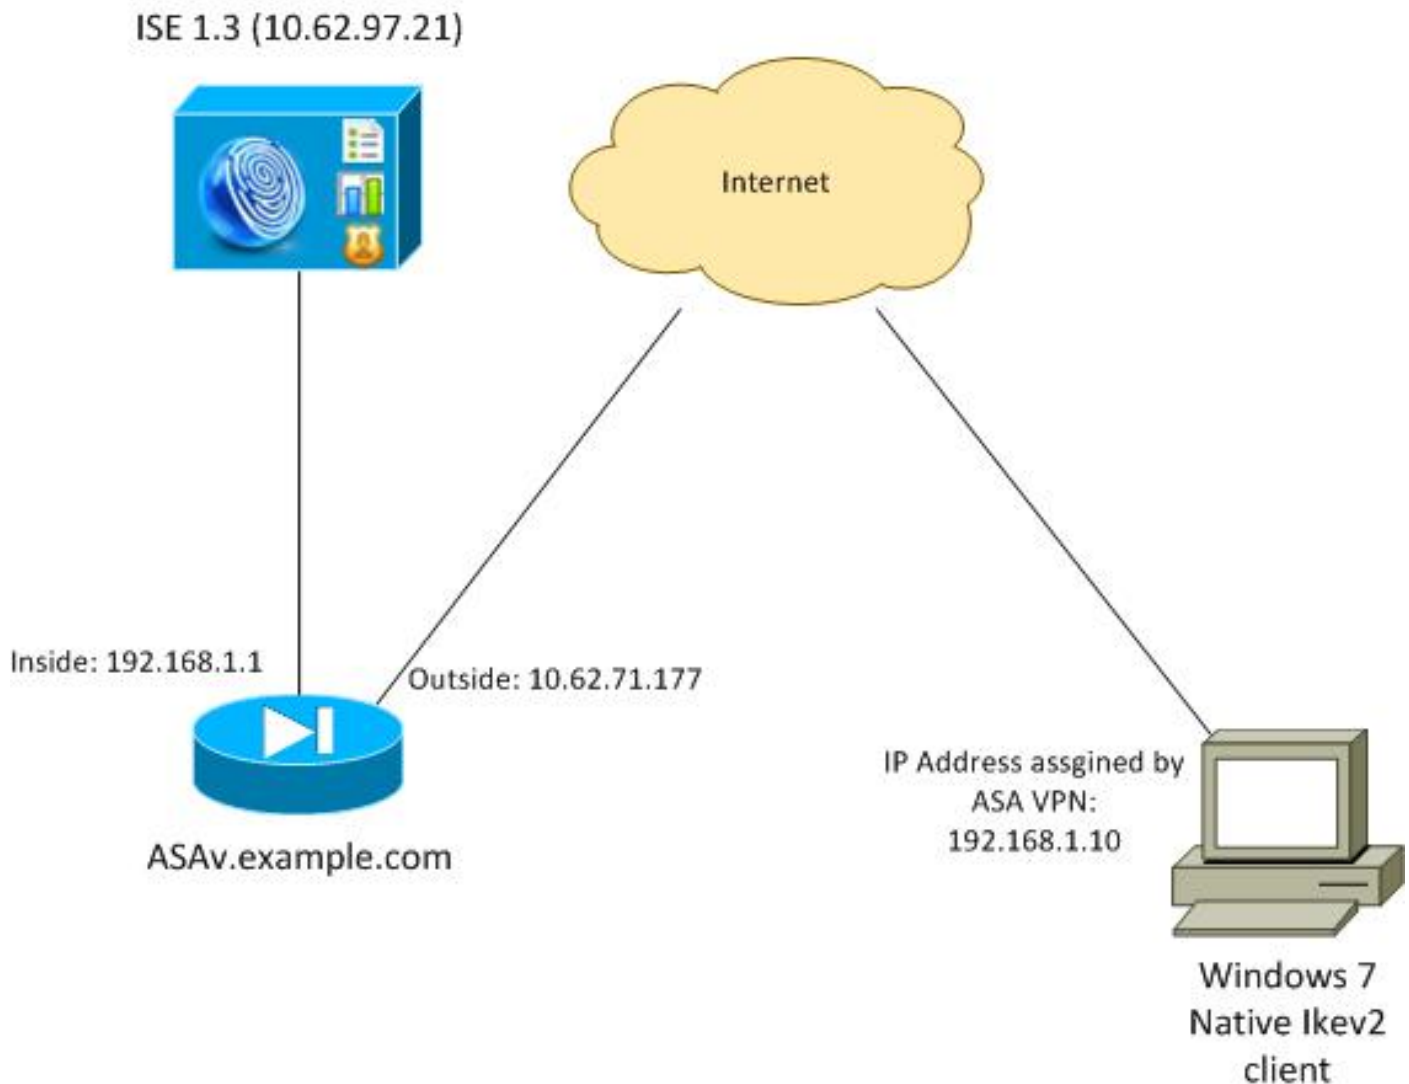 ISE 1.3 (10.62.97.21)
Internet
Inside: 192.168.1.1
Outside: 10.62.71.177
ASAv.example.com
IP Address assgined by
ASA VPN:
192.168.1.10
Windows 7
Native Ikev2
client